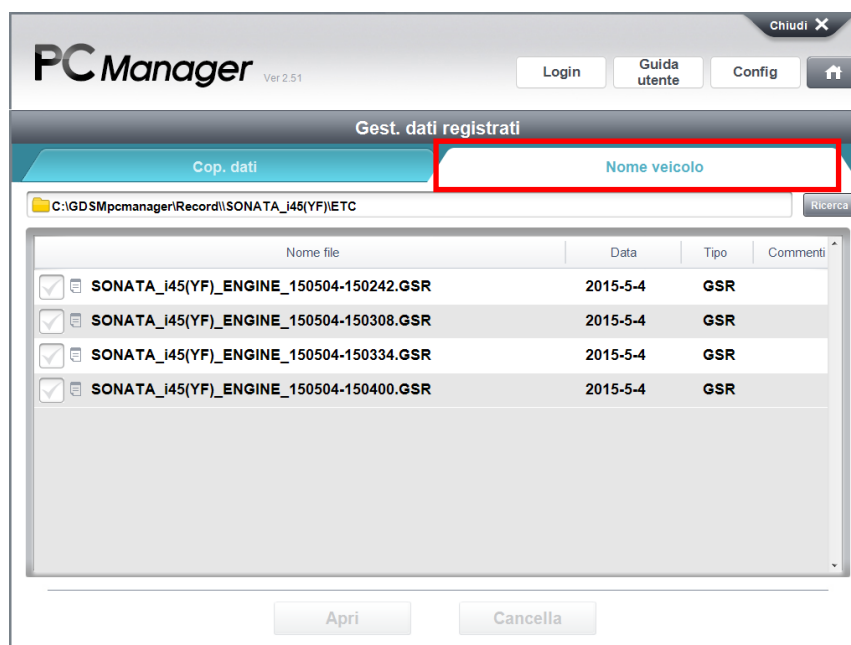 Chiudi X
PC Manager Ver 2.51
Login
Guida
utente
Config
Gest. dati registrati
Cop. dati
Nome veicolo
C:\GDSMpcmanager\Record\\SONATA_i45(YF)\ETC
Ricerca
Nome file Data Tipo Commenti
SONATA_i45(YF)_ENGINE_150504-150242.GSR 2015-5-4 GSR
SONATA_i45(YF)_ENGINE_150504-150308.GSR 2015-5-4 GSR
SONATA_i45(YF)_ENGINE_150504-150334.GSR 2015-5-4 GSR
SONATA_i45(YF)_ENGINE_150504-150400.GSR 2015-5-4 GSR
Apri
Cancella